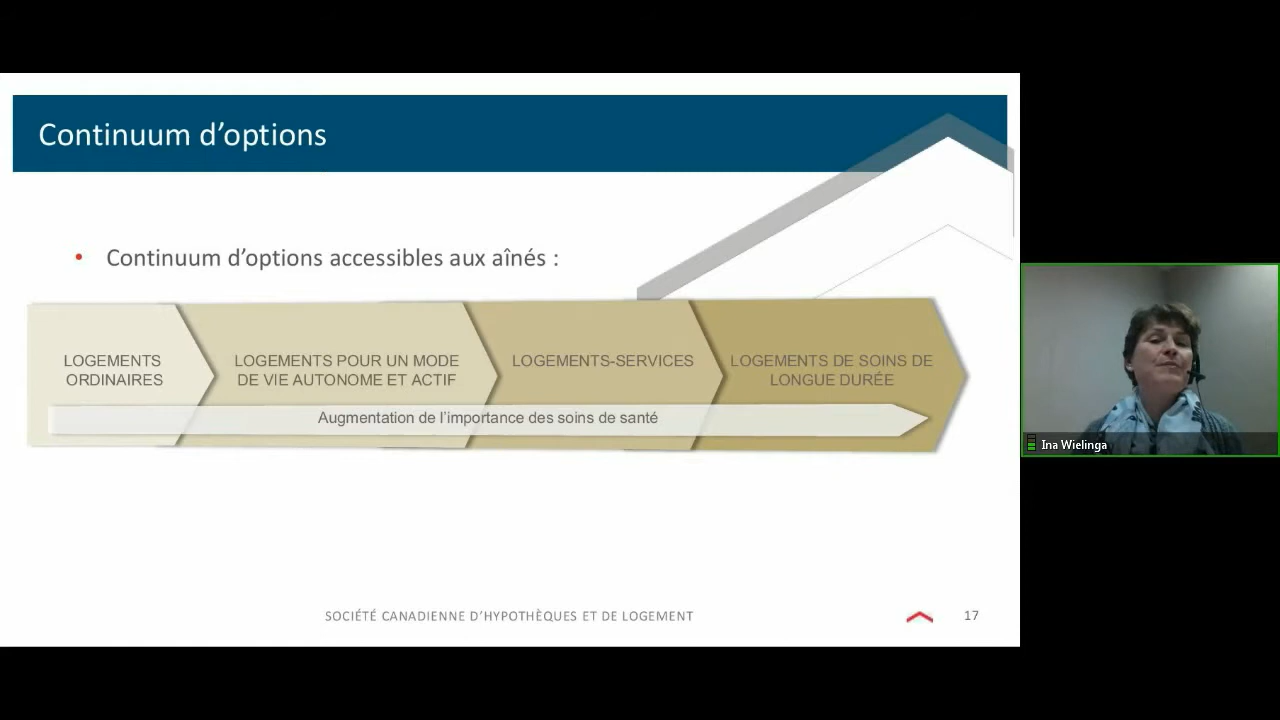 Continuum d’options
• Continuum d’options accessibles aux aînés :
LOGEMENTS
ORDINAIRES
LOGEMENTS POUR UN MODE
DE VIE AUTONOME ET ACTIF
LOGEMENTS-SERVICES
LOGEMENTS DE SOINS DE
LONGUE DURÉE
Augmentation de l’importance des soins de santé
Ina Wielinga
SOCIÉTÉ CANADIENNE D’HYPOTHÈQUES ET DE LOGEMENT
17